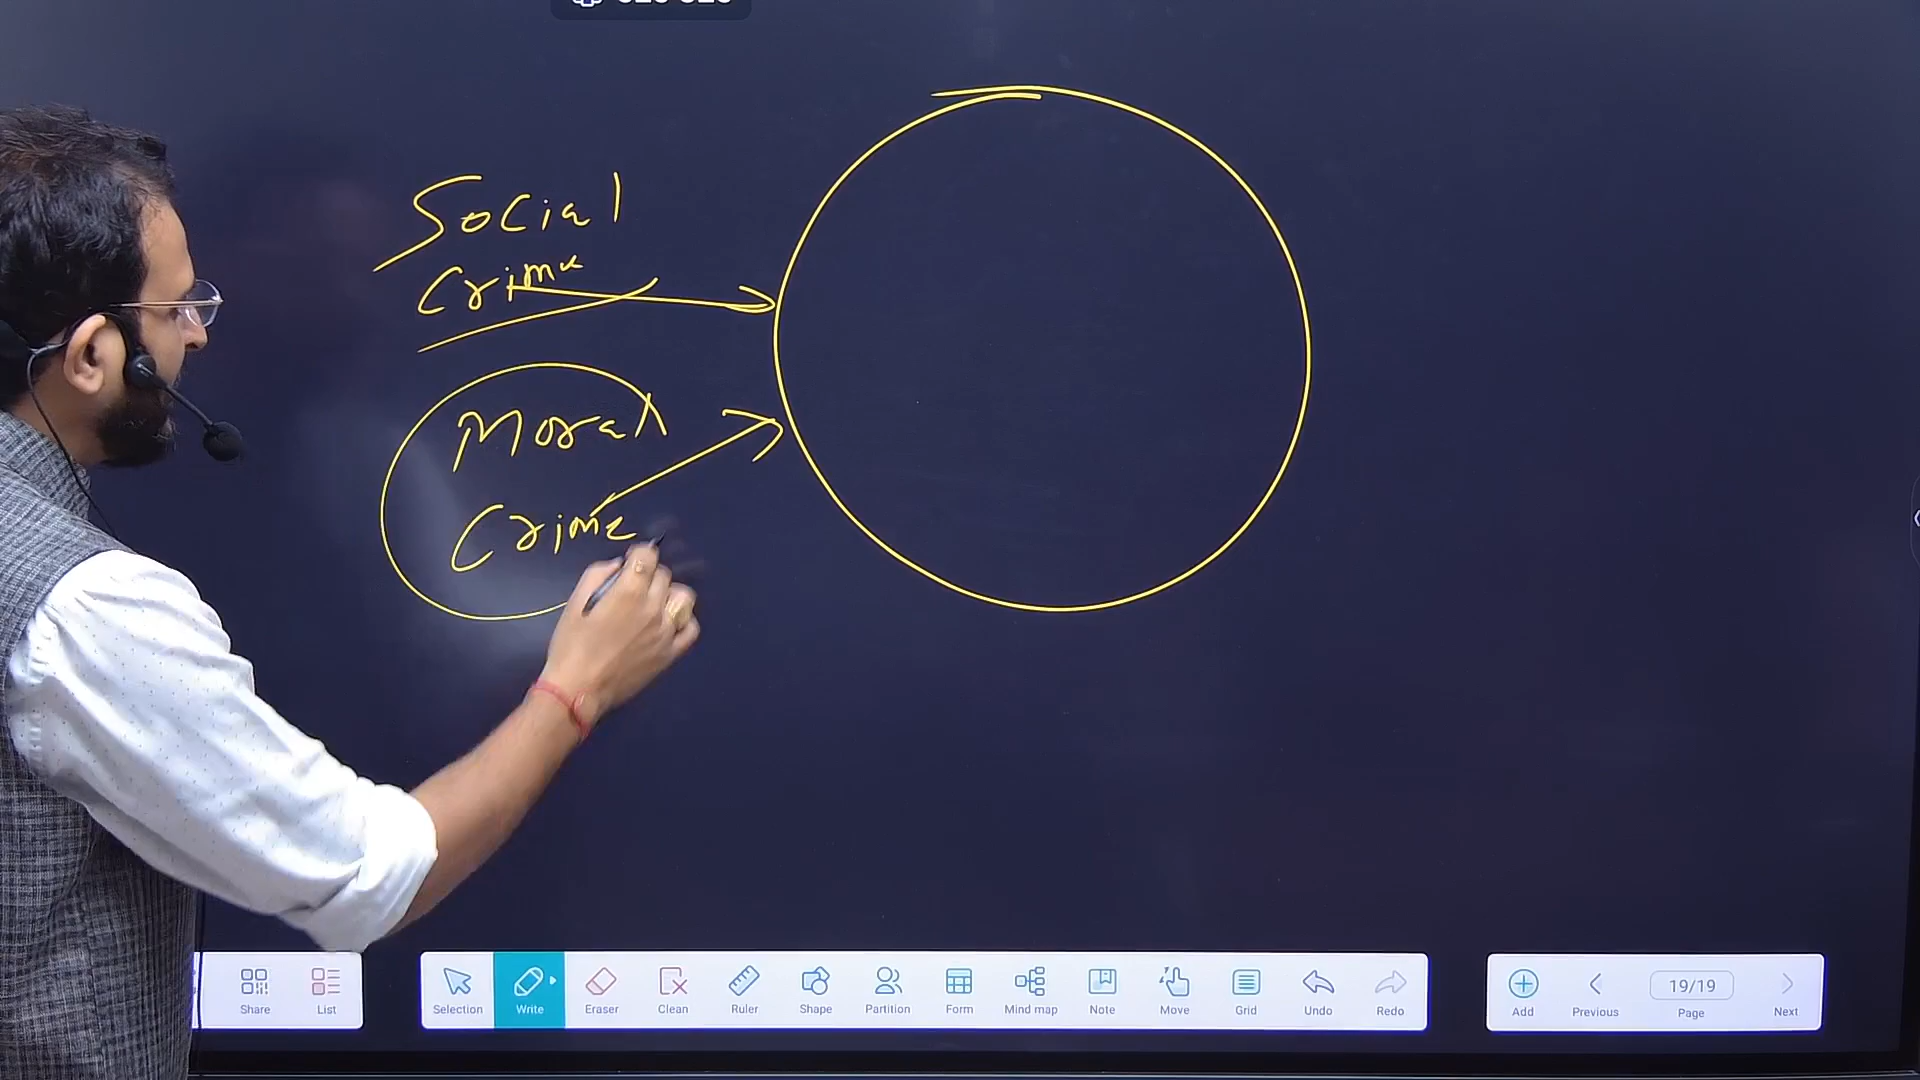 Social
Crime
Moral
Crime
Share
List
Selection
Write
Eraser
Clean
Ruler
Shape
Partition
Form
Mind map
Note
Move
Grid
Undo
Redo
Add
Previous
19/19
Page
Next